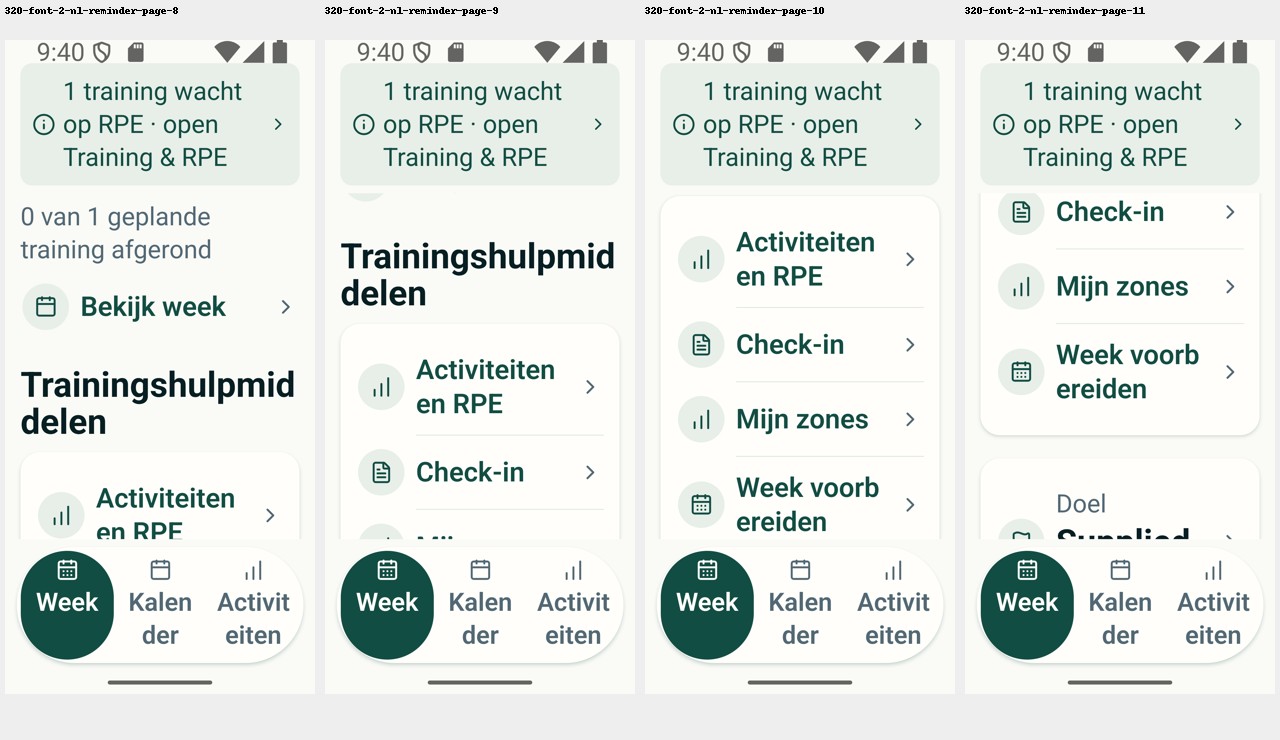 320-font-2-nl-reminder-page-8
9:40
1 training wacht
op RPE · open
Training & RPE
0 van 1 geplande
training afgerond
Bekijk week
Trainingshulpmid
delen
Activiteiten
en RPE
Week
Kalen
der
Activit
eiten
320-font-2-nl-reminder-page-9
9:40
1 training wacht
op RPE · open
Training & RPE
Trainingshulpmid
delen
Activiteiten
en RPE
Check-in
Week
Kalen
der
Activit
eiten
320-font-2-nl-reminder-page-10
9:40
1 training wacht
op RPE · open
Training & RPE
Activiteiten
en RPE
Check-in
Mijn zones
Week voorb
ereiden
Week
Kalen
der
Activit
eiten
320-font-2-nl-reminder-page-11
9:40
1 training wacht
op RPE · open
Training & RPE
Check-in
Mijn zones
Week voorb
ereiden
Doel
Supplied
Week
Kalen
der
Activit
eiten